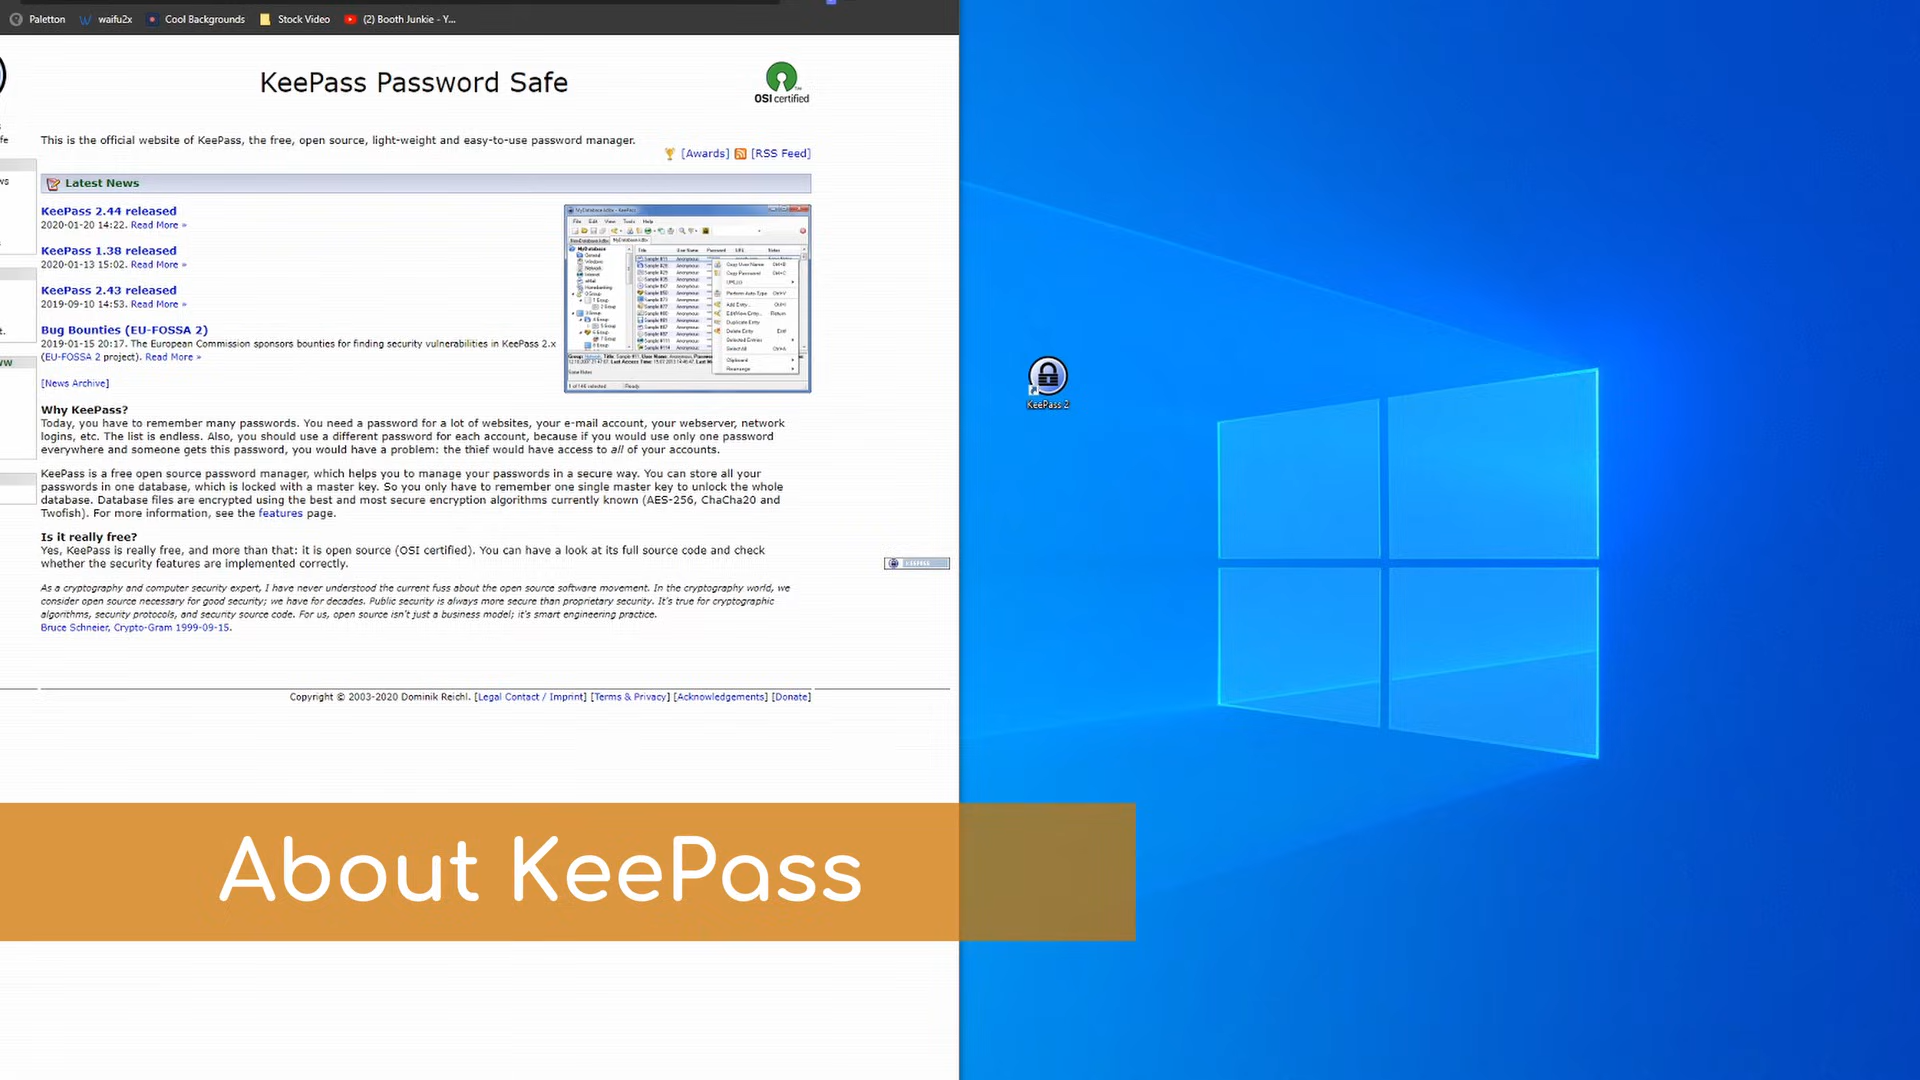 Paletton
waifu2x
Cool Backgrounds
Stock Video
(2) Booth Junkie - Y...
KeePass Password Safe
OSI certified
This is the official website of KeePass, the free, open source, light-weight and easy-to-use password manager.
[Awards] [RSS Feed]
Latest News
KeePass 2.44 released
2020-01-20 14:22. Read More »
KeePass 1.38 released
2020-01-13 15:02. Read More »
KeePass 2.43 released
2019-09-10 14:53. Read More »
Bug Bounties (EU-FOSSA 2)
2019-01-15 20:17. The European Commission sponsors bounties for finding security vulnerabilities in KeePass 2.x
(EU-FOSSA 2 project). Read More »
[News Archive]
Why KeePass?
Today, you have to remember many passwords. You need a password for a lot of websites, your e-mail account, your webserver, network
logins, etc. The list is endless. Also, you should use a different password for each account, because if you would use only one password
everywhere and someone gets this password, you would have a problem: the thief would have access to all of your accounts.
KeePass is a free open source password manager, which helps you to manage your passwords in a secure way. You can store all your
passwords in one database, which is locked with a master key. So you only have to remember one single master key to unlock the whole
database. Database files are encrypted using the best and most secure encryption algorithms currently known (AES-256, ChaCha20 and
Twofish). For more information, see the features page.
Is it really free?
Yes, KeePass is really free, and more than that: it is open source (OSI certified). You can have a look at its full source code and check
whether the security features are implemented correctly.
As a cryptography and computer security expert, I have never understood the current fuss about the open source software movement. In the cryptography world, we
consider open source necessary for good security; we have for decades. Public security is always more secure than proprietary security. It's true for cryptographic
algorithms, security protocols, and security source code. For us, open source isn't just a business model; it's smart engineering practice.
Bruce Schneier, Crypto-Gram 1999-09-15.
Copyright © 2003-2020 Dominik Reichl. [Legal Contact / Imprint] [Terms & Privacy] [Acknowledgements] [Donate]
KeePass 2
About KeePass